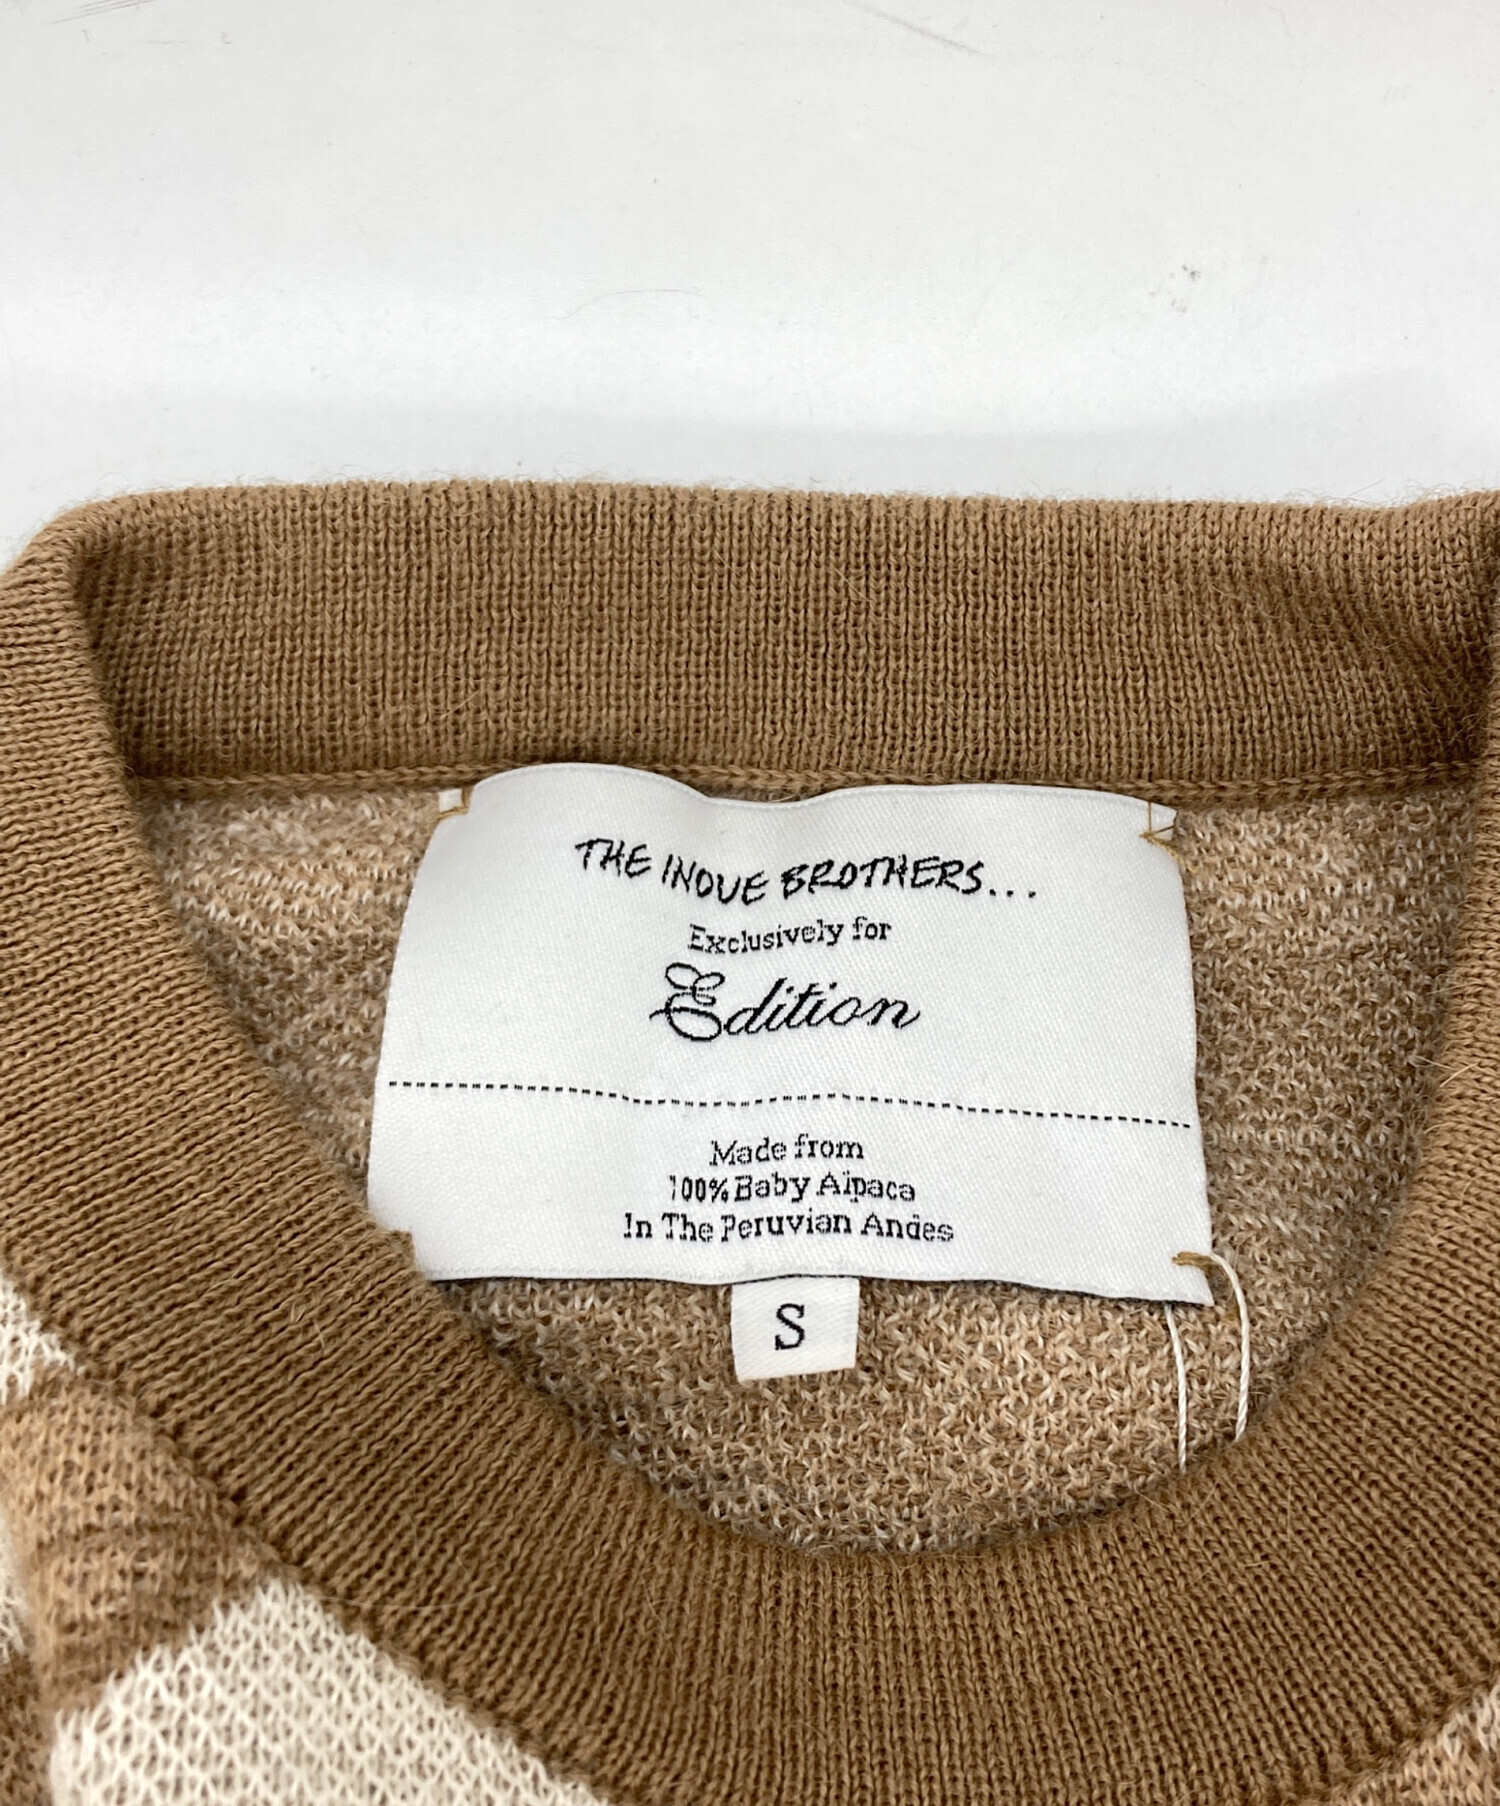 THE INOUE BROTHERS...
Exclusively for
Edition
Made from
100% Baby Alpaca
In The Peruvian Andes
S